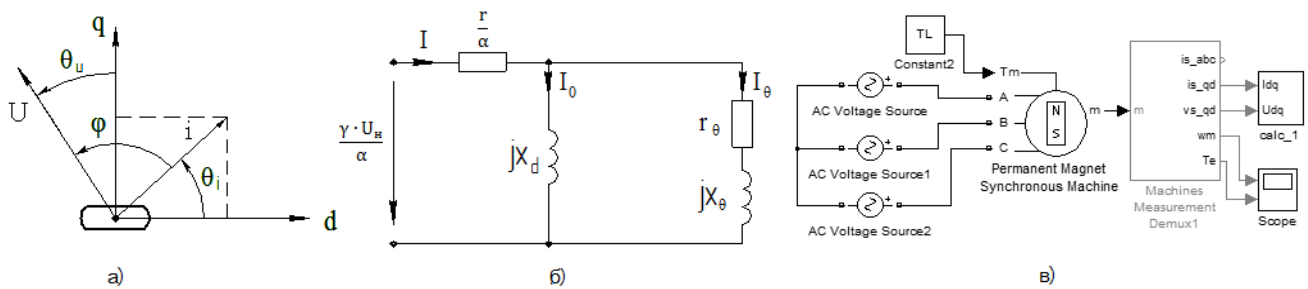 q
θu
U
φ
i
θi
d
а)
I
r/α
I0
Iθ
γ·Uн/α
jXd
rθ
jXθ
б)
TL
Constant2
Tm
A
B
C
N
S
m
AC Voltage Source
AC Voltage Source1
AC Voltage Source2
Permanent Magnet
Synchronous Machine
m
is_abc
is_qd
vs_qd
wm
Te
Machines
Measurement
Demux1
Idq
Udq
calc_1
Scope
в)